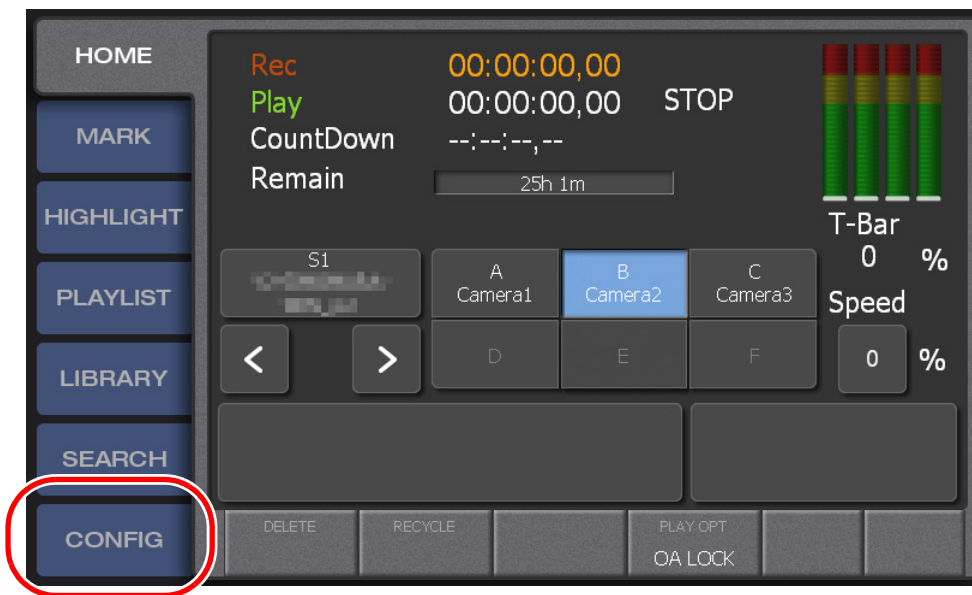 HOME
MARK
HIGHLIGHT
PLAYLIST
LIBRARY
SEARCH
CONFIG
Rec 00:00:00,00
Play 00:00:00,00 STOP
CountDown --:--:--,--
Remain 25h 1m
T-Bar
0 %
Speed
0 %
S1
A
Camera1
B
Camera2
C
Camera3
< >
D
E
F
DELETE
RECYCLE
PLAY OPT
OA LOCK